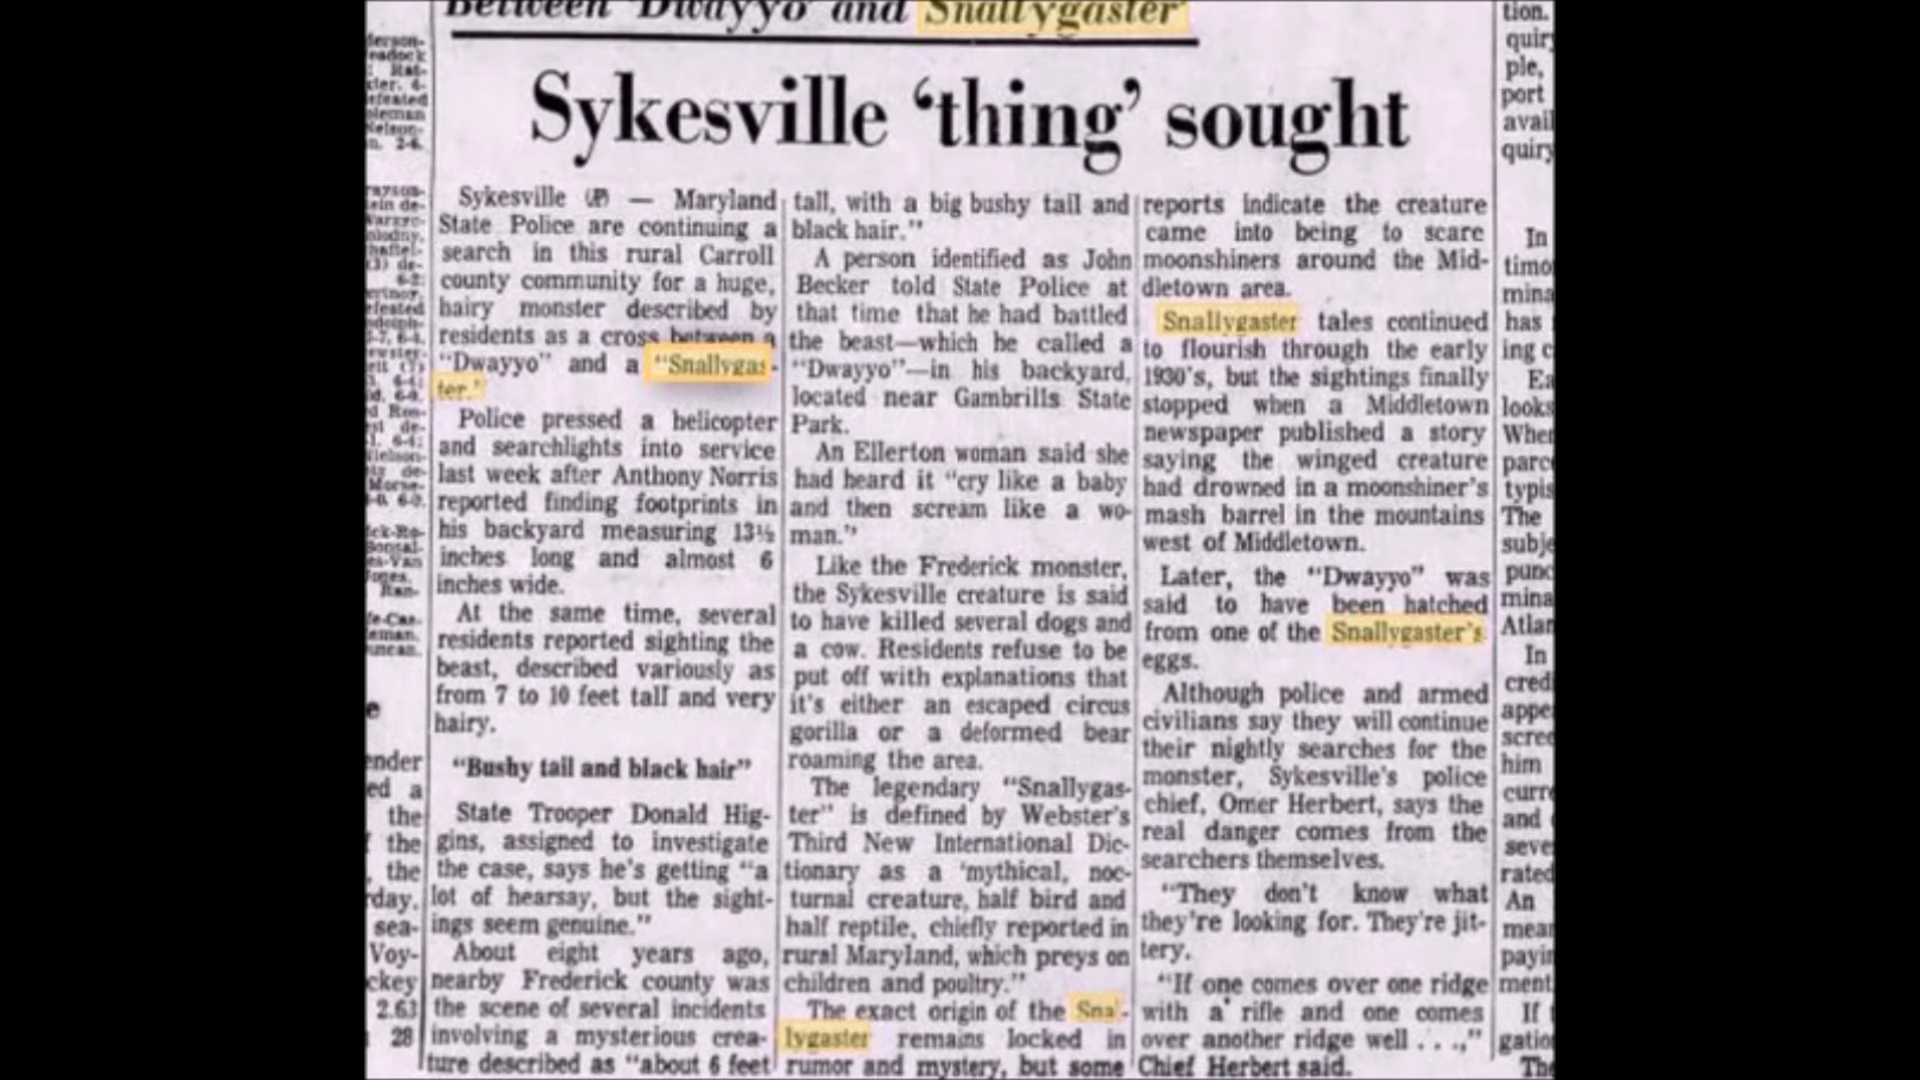 Between 'Dwayyo' and Snallygaster'
Sykesville 'thing' sought
Sykesville (AP) — Maryland
State Police are continuing a
search in this rural Carroll
county community for a huge,
hairy monster described by
residents as a cross between a
"Dwayyo" and a "Snallygas-
ter."
Police pressed a helicopter
and searchlights into service
last week after Anthony Norris
reported finding footprints in
his backyard measuring 13½
inches long and almost 6
inches wide.
At the same time, several
residents reported sighting the
beast, described variously as
from 7 to 10 feet tall and very
hairy.
"Bushy tail and black hair"
State Trooper Donald Hig-
gins, assigned to investigate
the case, says he's getting "a
lot of hearsay, but the sight-
ings seem genuine."
About eight years ago,
nearby Frederick county was
the scene of several incidents
involving a mysterious crea-
ture described as "about 6 feet
tall, with a big bushy tail and
black hair."
A person identified as John
Becker told State Police at
that time that he had battled
the beast—which he called a
"Dwayyo"—in his backyard,
located near Gambrills State
Park.
An Ellerton woman said she
had heard it "cry like a baby
and then scream like a wo-
man."
Like the Frederick monster,
the Sykesville creature is said
to have killed several dogs and
a cow. Residents refuse to be
put off with explanations that
it's either an escaped circus
gorilla or a deformed bear
roaming the area.
The legendary "Snallygas-
ter" is defined by Webster's
Third New International Dic-
tionary as a 'mythical, noc-
turnal creature, half bird and
half reptile, chiefly reported in
rural Maryland, which preys on
children and poultry."
The exact origin of the Snal-
lygaster remains locked in
rumor and mystery, but some
reports indicate the creature
came into being to scare
moonshiners around the Mid-
dletown area.
Snallygaster tales continued
to flourish through the early
1930's, but the sightings finally
stopped when a Middletown
newspaper published a story
saying the winged creature
had drowned in a moonshiner's
mash barrel in the mountains
west of Middletown.
Later, the "Dwayyo" was
said to have been hatched
from one of the Snallygaster's
eggs.
Although police and armed
civilians say they will continue
their nightly searches for the
monster, Sykesville's police
chief, Omer Herbert, says the
real danger comes from the
searchers themselves.
"They don't know what
they're looking for. They're jit-
tery.
"If one comes over one ridge
with a rifle and one comes
over another ridge well . . .,"
Chief Herbert said.